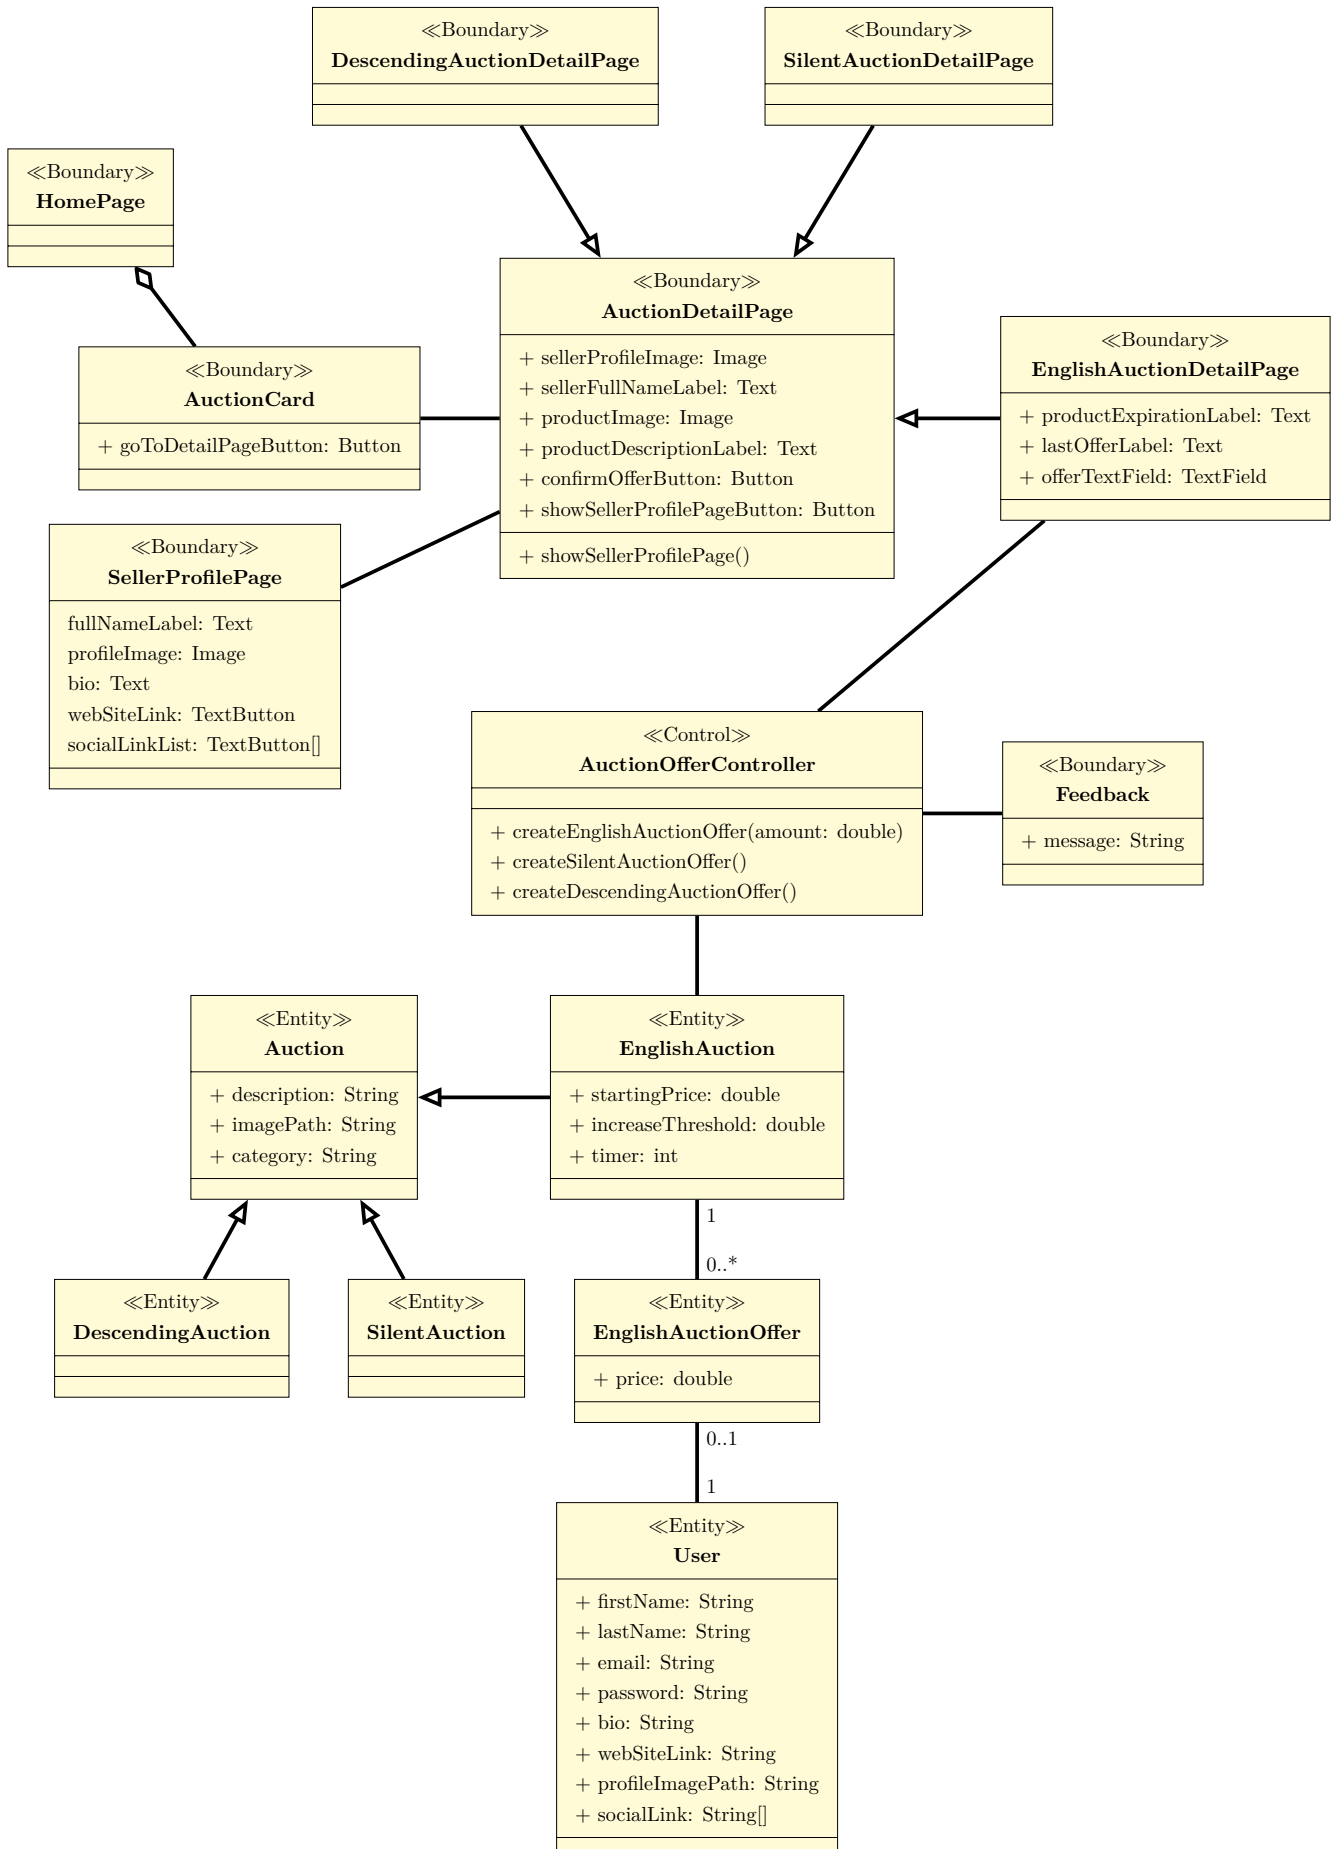 ≪Boundary≫
DescendingAuctionDetailPage
≪Boundary≫
SilentAuctionDetailPage
≪Boundary≫
HomePage
≪Boundary≫
AuctionDetailPage
+ sellerProfileImage: Image
+ sellerFullNameLabel: Text
+ productImage: Image
+ productDescriptionLabel: Text
+ confirmOfferButton: Button
+ showSellerProfilePageButton: Button
+ showSellerProfilePage()
≪Boundary≫
EnglishAuctionDetailPage
+ productExpirationLabel: Text
+ lastOfferLabel: Text
+ offerTextField: TextField
≪Boundary≫
AuctionCard
+ goToDetailPageButton: Button
≪Boundary≫
SellerProfilePage
fullNameLabel: Text
profileImage: Image
bio: Text
webSiteLink: TextButton
socialLinkList: TextButton[]
≪Control≫
AuctionOfferController
+ createEnglishAuctionOffer(amount: double)
+ createSilentAuctionOffer()
+ createDescendingAuctionOffer()
≪Boundary≫
Feedback
+ message: String
≪Entity≫
Auction
+ description: String
+ imagePath: String
+ category: String
≪Entity≫
EnglishAuction
+ startingPrice: double
+ increaseThreshold: double
+ timer: int
1
0..*
≪Entity≫
DescendingAuction
≪Entity≫
SilentAuction
≪Entity≫
EnglishAuctionOffer
+ price: double
0..1
1
≪Entity≫
User
+ firstName: String
+ lastName: String
+ email: String
+ password: String
+ bio: String
+ webSiteLink: String
+ profileImagePath: String
+ socialLink: String[]